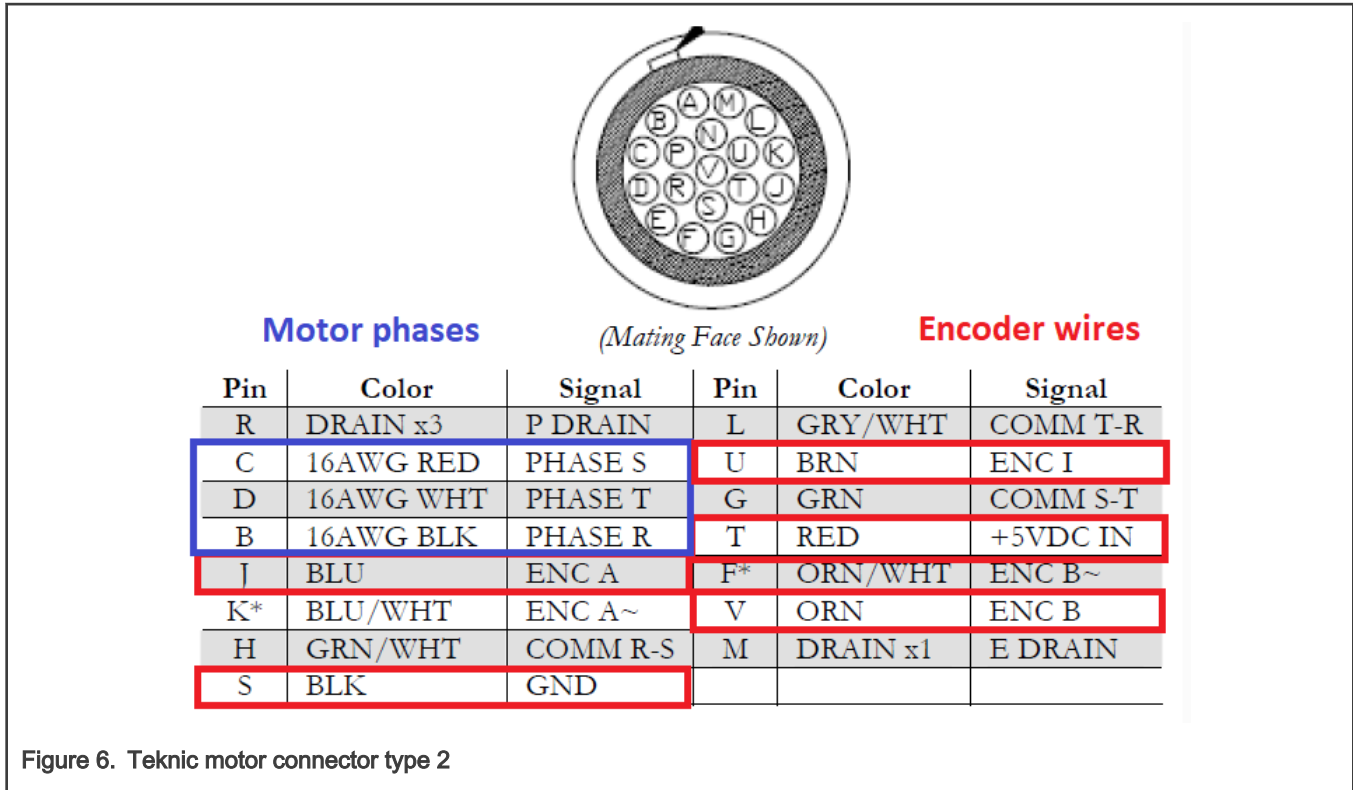 A M
B N L
C P U K
V
D R T J
E S H
F G
Motor phases (Mating Face Shown) Encoder wires
Pin Color Signal Pin Color Signal
R DRAIN x3 P DRAIN L GRY/WHT COMM T-R
C 16AWG RED PHASE S U BRN ENC I
D 16AWG WHT PHASE T G GRN COMM S-T
B 16AWG BLK PHASE R T RED +5VDC IN
J BLU ENC A F* ORN/WHT ENC B~
K* BLU/WHT ENC A~ V ORN ENC B
H GRN/WHT COMM R-S M DRAIN x1 E DRAIN
S BLK GND
Figure 6. Teknic motor connector type 2